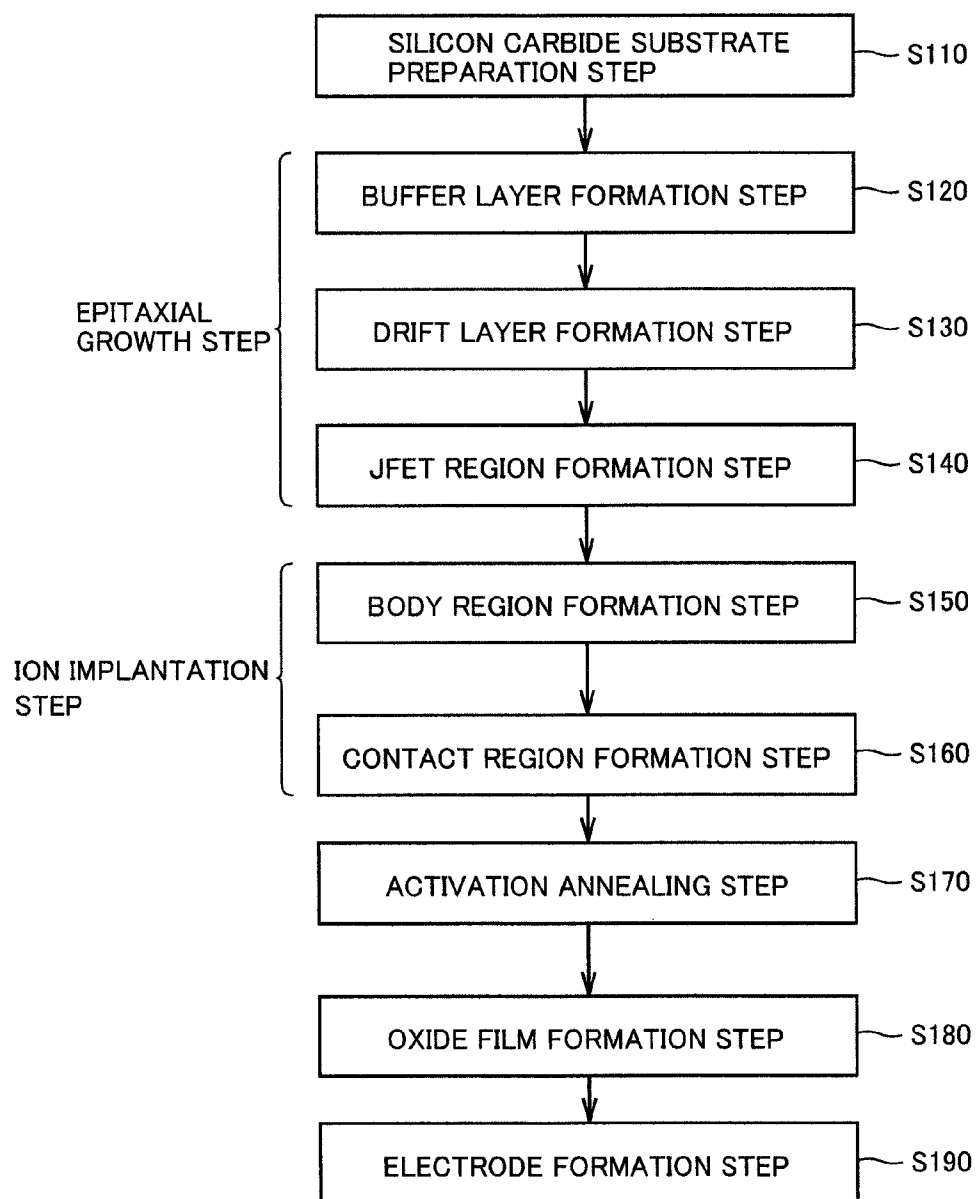 SILICON CARBIDE SUBSTRATE
PREPARATION STEP
S110
BUFFER LAYER FORMATION STEP
S120
EPITAXIAL
GROWTH STEP
DRIFT LAYER FORMATION STEP
S130
JFET REGION FORMATION STEP
S140
BODY REGION FORMATION STEP
S150
ION IMPLANTATION
STEP
CONTACT REGION FORMATION STEP
S160
ACTIVATION ANNEALING STEP
S170
OXIDE FILM FORMATION STEP
S180
ELECTRODE FORMATION STEP
S190